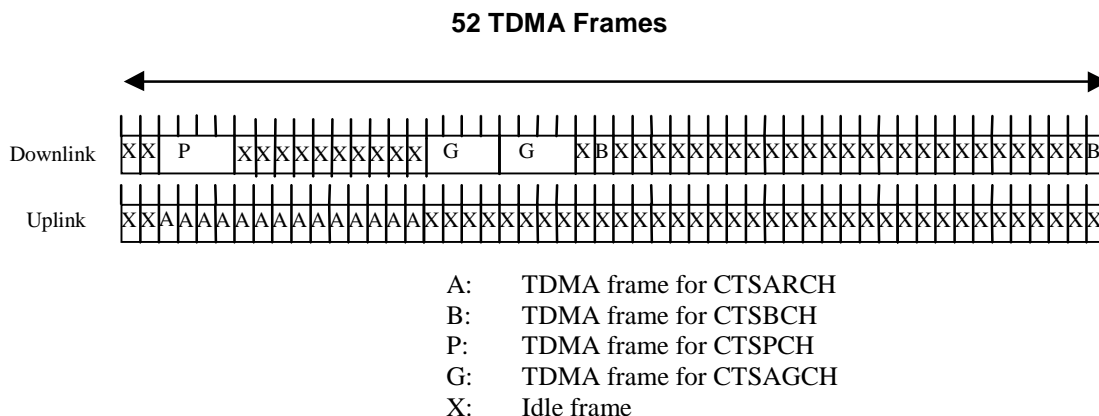 52 TDMA Frames
Downlink X X P X X X X X X X X X X G G X B X X X X X X X X X X X X X X X X X X X X X X X X X B
Uplink X X A A A A A A A A A A A A A A X X X X X X X X X X X X X X X X X X X X X X X X X X X X X X X X X X X X
A: TDMA frame for CTSARCH
B: TDMA frame for CTSBCH
P: TDMA frame for CTSPCH
G: TDMA frame for CTSAGCH
X: Idle frame